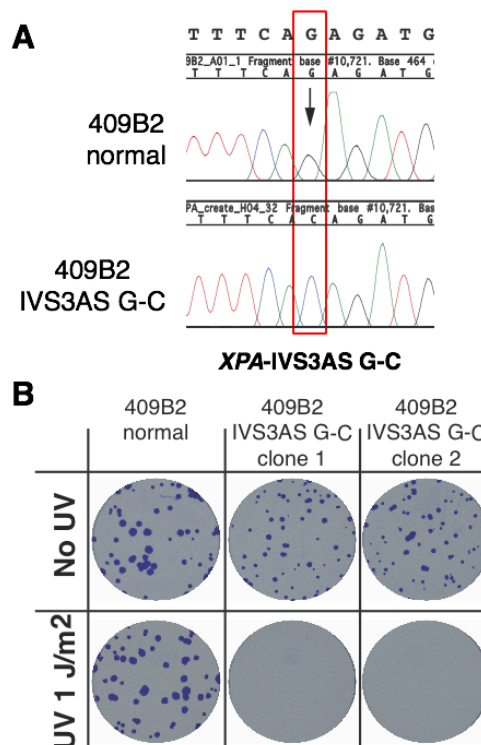 A
T T T C A G A G A T G
9B2_A01_1 Fragment base #10,721. Base 464
T T T C A G A G A T G
409B2
normal
PA_create_H04_32 Fragment base #10,721. Bas
T T T C A C A G A T G
409B2
IVS3AS G-C
XPA-IVS3AS G-C
B
409B2
normal
409B2
IVS3AS G-C
clone 1
409B2
IVS3AS G-C
clone 2
No UV
UV 1 J/m2